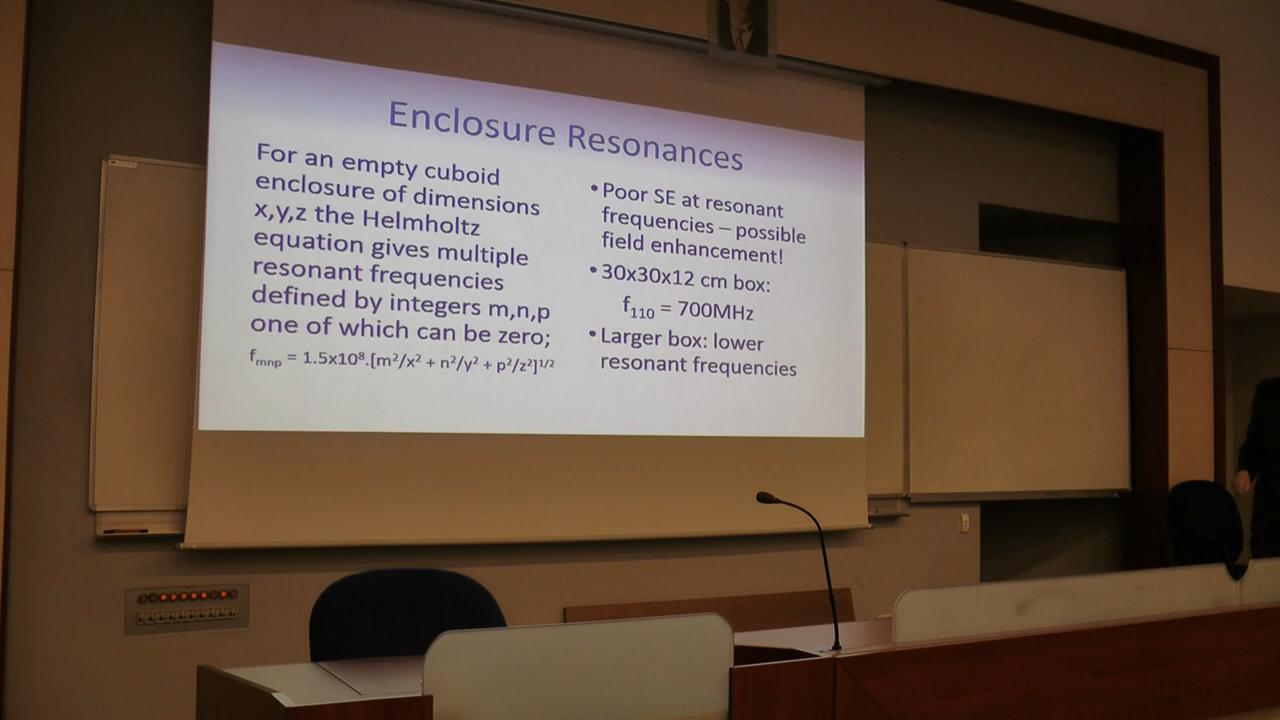 Enclosure Resonances
For an empty cuboid
enclosure of dimensions
x,y,z the Helmholtz
equation gives multiple
resonant frequencies
defined by integers m,n,p
one of which can be zero;
fₘₙₚ = 1.5x10⁸.[m²/x² + n²/y² + p²/z²]¹/²
•Poor SE at resonant
frequencies – possible
field enhancement!
•30x30x12 cm box:
f₁₁₀ = 700MHz
•Larger box: lower
resonant frequencies